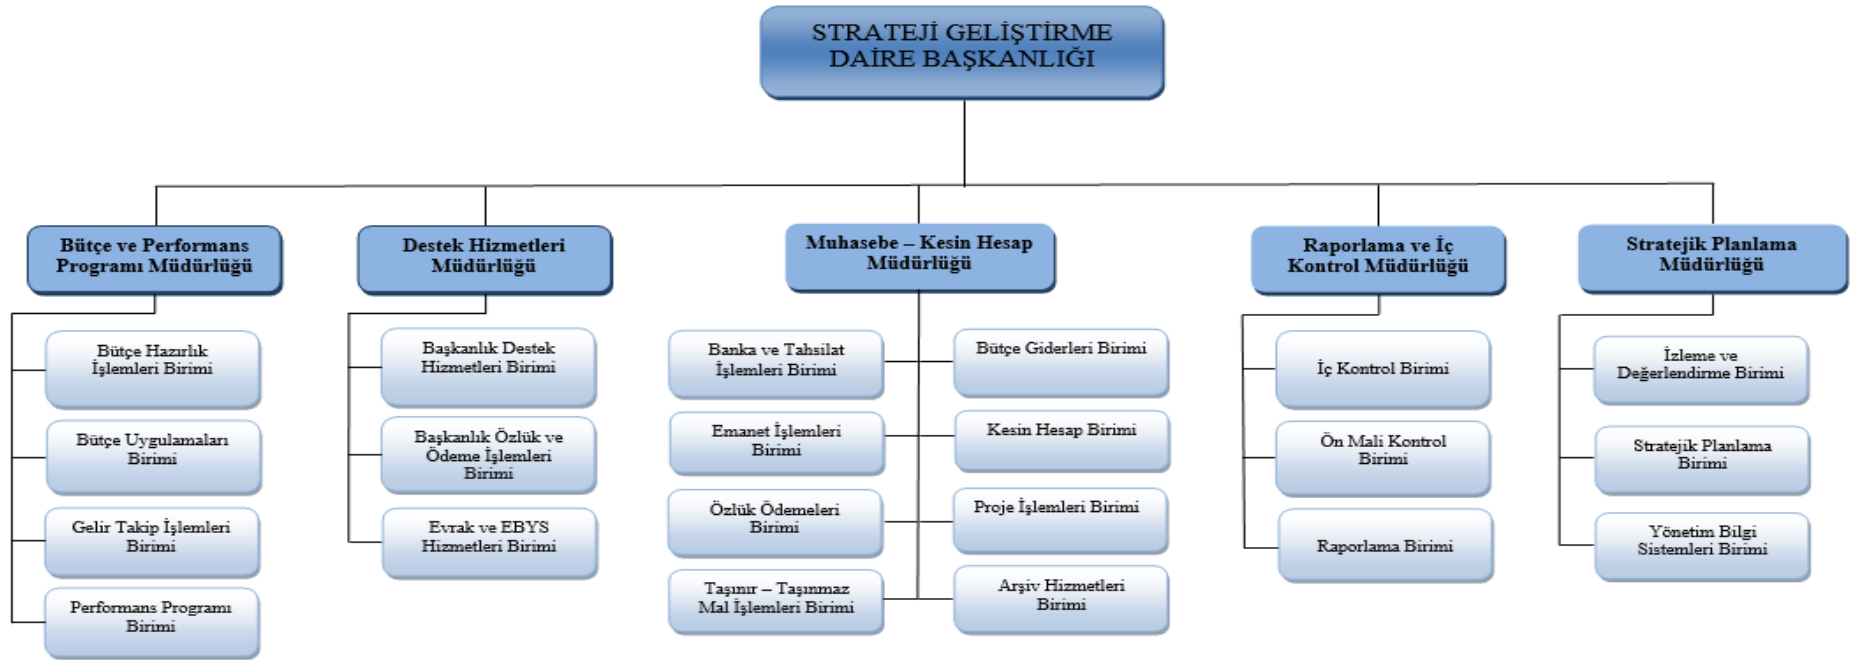 STRATEJİ GELİŞTİRME
DAİRE BAŞKANLIĞI
Bütçe ve Performans
Programı Müdürlüğü
Bütçe Hazırlık
İşlemleri Birimi
Bütçe Uygulamaları
Birimi
Gelir Takip İşlemleri
Birimi
Performans Programı
Birimi
Destek Hizmetleri
Müdürlüğü
Başkanlık Destek
Hizmetleri Birimi
Başkanlık Özlük ve
Ödeme İşlemleri
Birimi
Evrak ve EBYS
Hizmetleri Birimi
Muhasebe – Kesin Hesap
Müdürlüğü
Banka ve Tahsilat
İşlemleri Birimi
Emanet İşlemleri
Birimi
Özlük Ödemeleri
Birimi
Taşınır – Taşınmaz
Mal İşlemleri Birimi
Bütçe Giderleri Birimi
Kesin Hesap Birimi
Proje İşlemleri Birimi
Arşiv Hizmetleri
Birimi
Raporlama ve İç
Kontrol Müdürlüğü
İç Kontrol Birimi
Ön Mali Kontrol
Birimi
Raporlama Birimi
Stratejik Planlama
Müdürlüğü
İzleme ve
Değerlendirme Birimi
Stratejik Planlama
Birimi
Yönetim Bilgi
Sistemleri Birimi